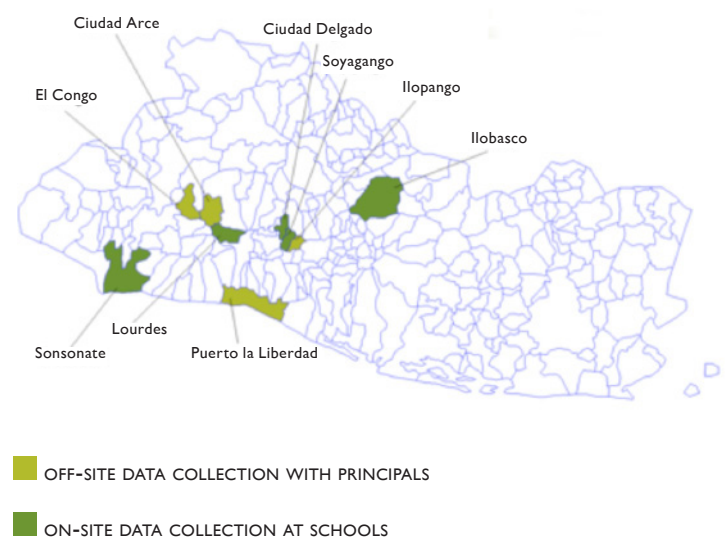 Ciudad Arce
Ciudad Delgado
Soyagango
Ilopango
El Congo
Ilobasco
Lourdes
Sonsonate
Puerto la Liberdad
OFF-SITE DATA COLLECTION WITH PRINCIPALS
ON-SITE DATA COLLECTION AT SCHOOLS